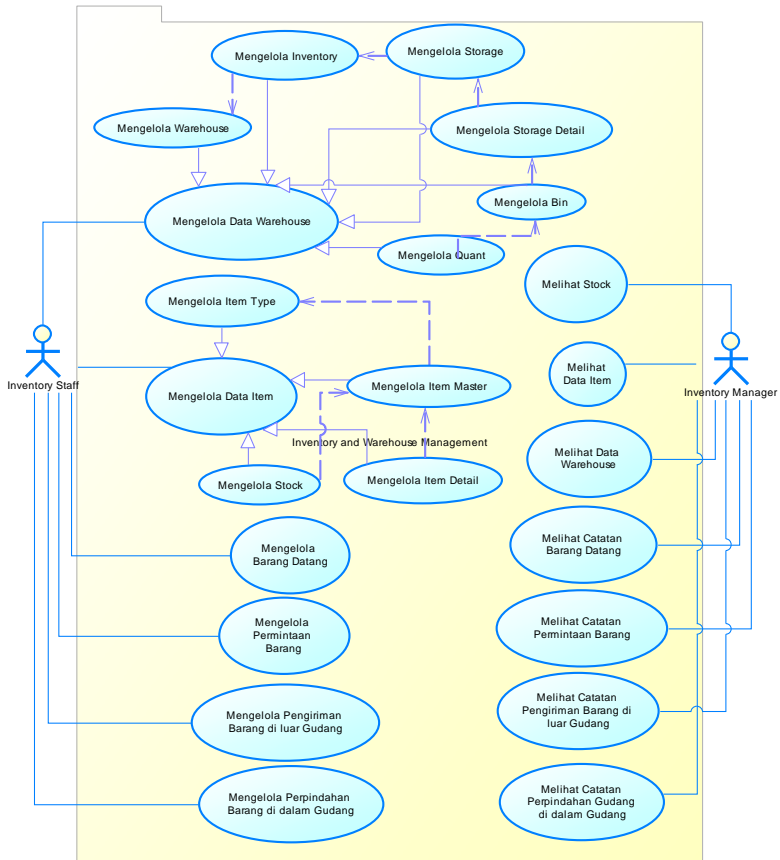 Mengelola Inventory
Mengelola Storage
Mengelola Warehouse
Mengelola Storage Detail
Mengelola Data Warehouse
Mengelola Bin
Mengelola Quant
Melihat Stock
Mengelola Item Type
Inventory Staff
Mengelola Data Item
Mengelola Item Master
Melihat
Data Item
Inventory Manager
Inventory and Warehouse Management
Mengelola Stock
Mengelola Item Detail
Melihat Data
Warehouse
Mengelola
Barang Datang
Melihat Catatan
Barang Datang
Mengelola
Permintaan
Barang
Melihat Catatan
Permintaan Barang
Mengelola Pengiriman
Barang di luar Gudang
Melihat Catatan
Pengiriman Barang di
luar Gudang
Mengelola Perpindahan
Barang di dalam Gudang
Melihat Catatan
Perpindahan Gudang
di dalam Gudang